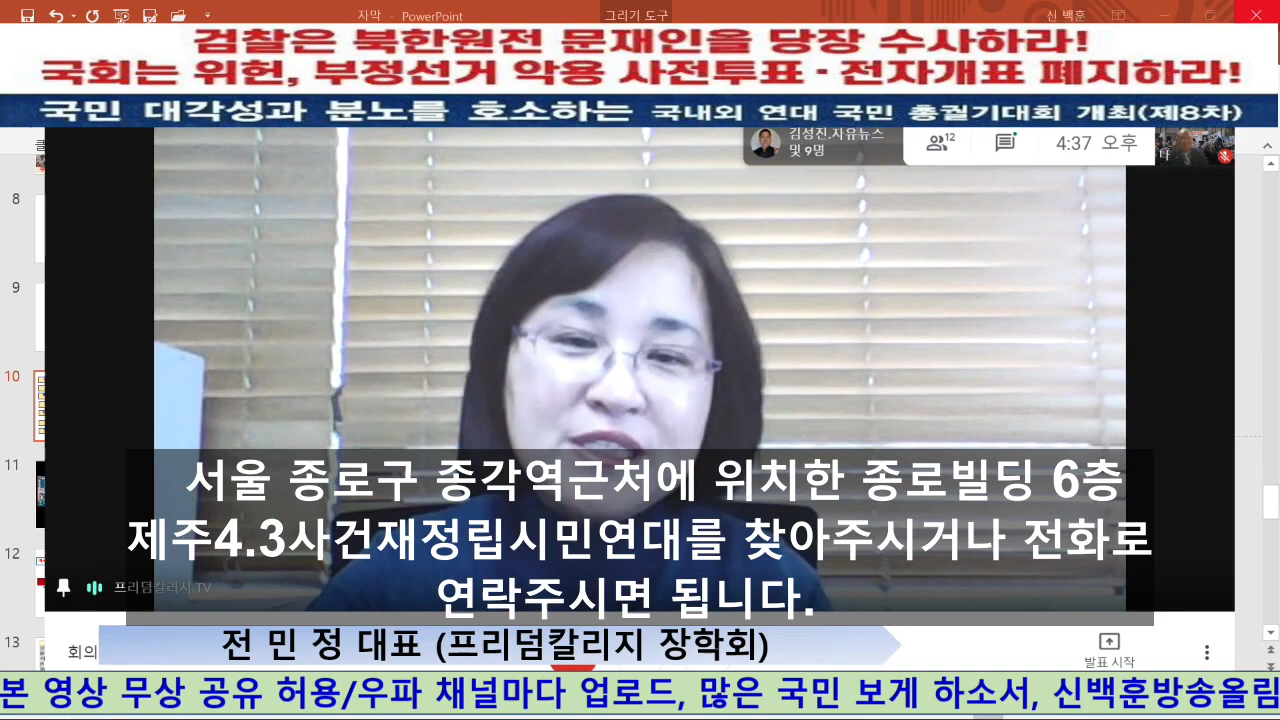 자막 - PowerPoint
그리기 도구
신 백훈
검찰은 북한원전 문재인을 당장 수사하라!
국회는 위헌, 부정선거 악용 사전투표 · 전자개표 폐지하라!
국민 대각성과 분노를 호소하는 국내외 연대 국민 총궐기대회 개최(제8차)
김성진.자유뉴스
및 9명
12
4:37 오후
8
9
10
11
12
13
서울 종로구 종각역근처에 위치한 종로빌딩 6층
제주4.3사건재정립시민연대를 찾아주시거나 전화로
연락주시면 됩니다.
프리덤칼리지 TV
전 민 정 대표 (프리덤칼리지 장학회)
회의
발표 시작
본 영상 무상 공유 허용/우파 채널마다 업로드, 많은 국민 보게 하소서, 신백훈방송올림